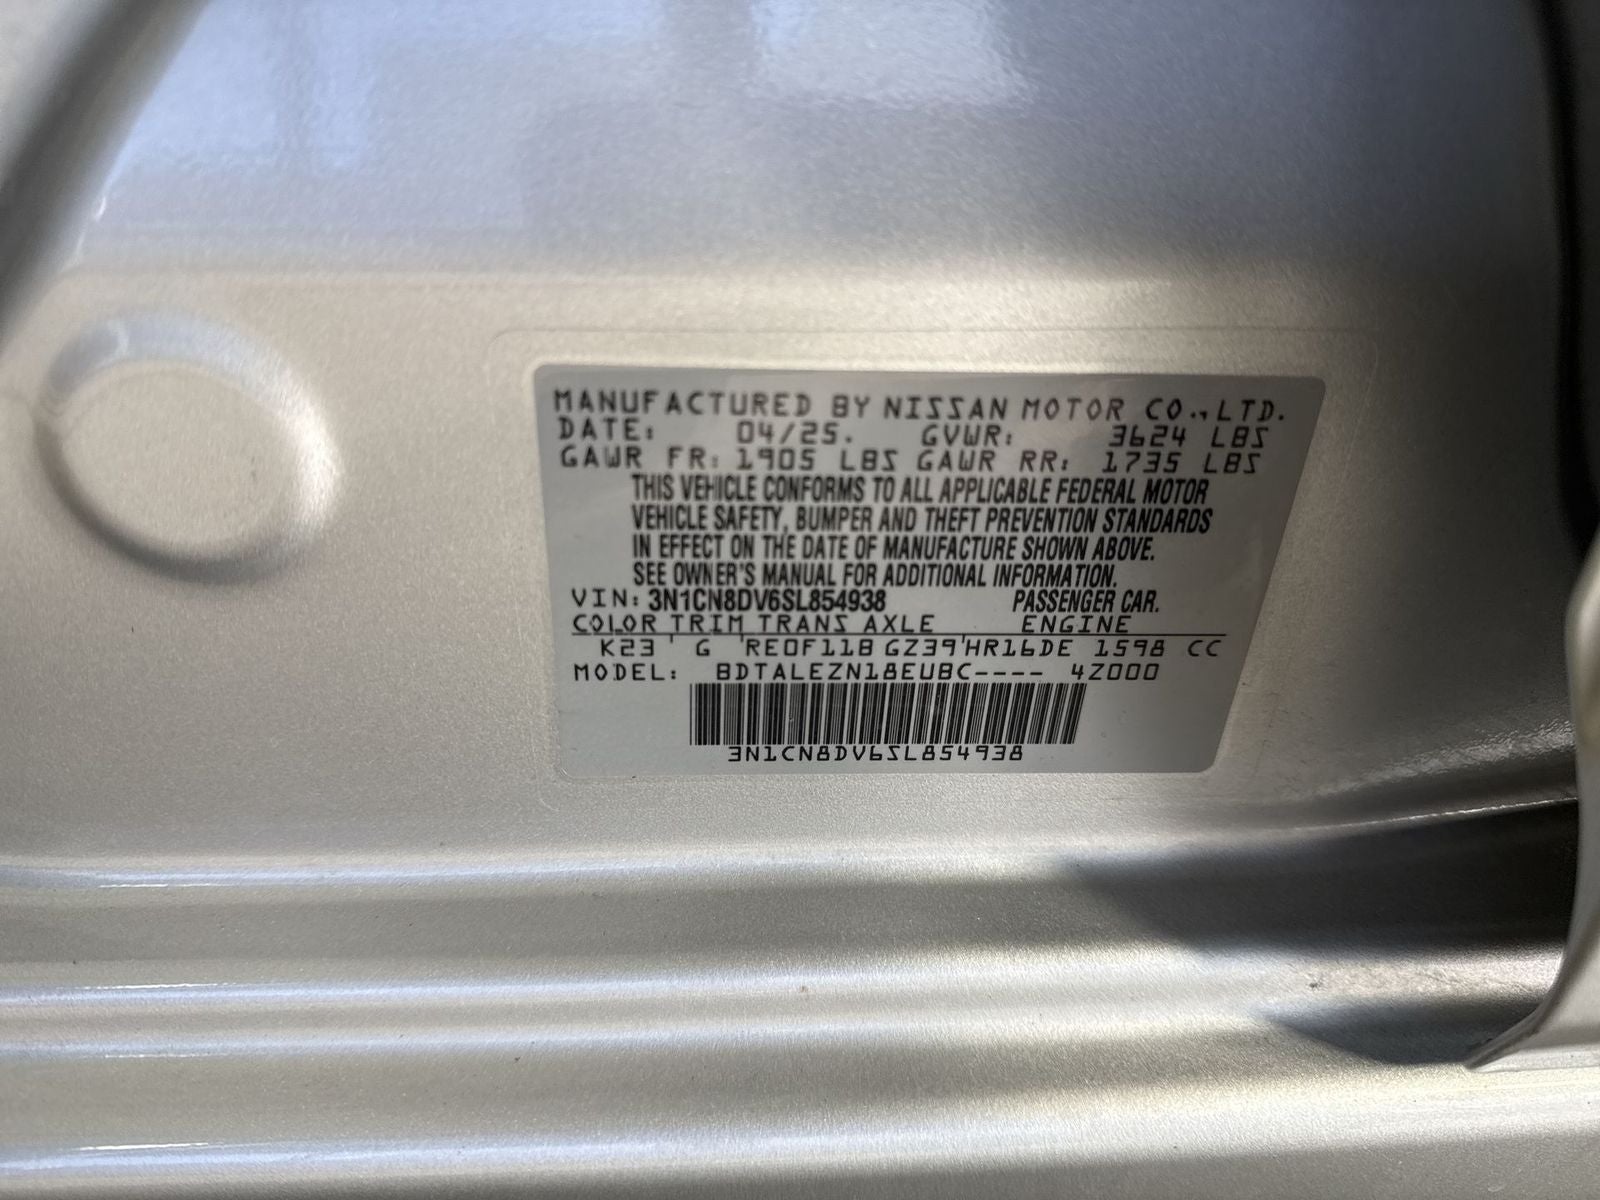 MANUFACTURED BY NISSAN MOTOR CO., LTD.
DATE: 04/25. GVWR: 3624 LBS
GAWR FR: 1905 LBS GAWR RR: 1735 LBS
THIS VEHICLE CONFORMS TO ALL APPLICABLE FEDERAL MOTOR
VEHICLE SAFETY, BUMPER AND THEFT PREVENTION STANDARDS
IN EFFECT ON THE DATE OF MANUFACTURE SHOWN ABOVE.
SEE OWNER'S MANUAL FOR ADDITIONAL INFORMATION.
VIN: 3N1CN8DV6SL854938 PASSENGER CAR.
COLOR TRIM TRANS AXLE ENGINE
K23 ' G 'RE0F11B GZ39'HR16DE 1598 CC
MODEL: BDTALEZN18EUBC---- 4Z000
3N1CN8DV6SL854938